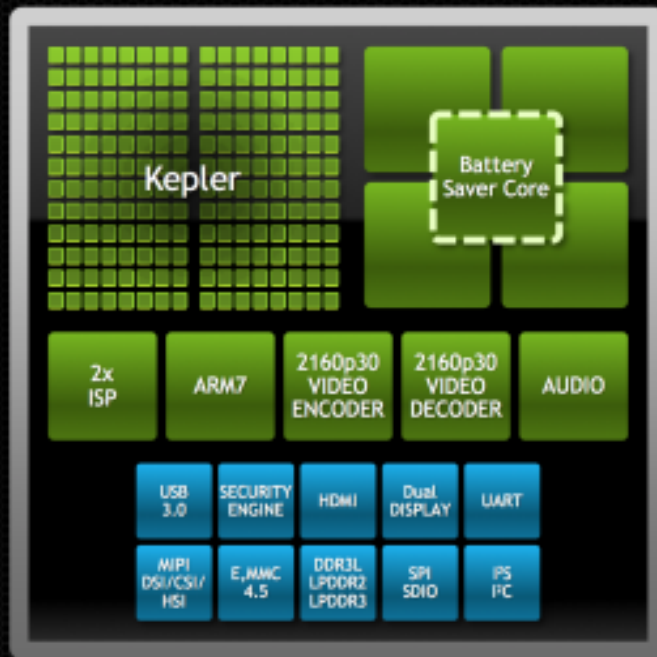 Kepler
Battery
Saver Core
2x
ISP
ARM7
2160p30
VIDEO
ENCODER
2160p30
VIDEO
DECODER
AUDIO
USB
3.0
SECURITY
ENGINE
HDMI
Dual
DISPLAY
UART
MIPI
DSI/CSI/
HSI
E,MMC
4.5
DDR3L
LPDDR2
LPDDR3
SPI
SDIO
I²S
I²C